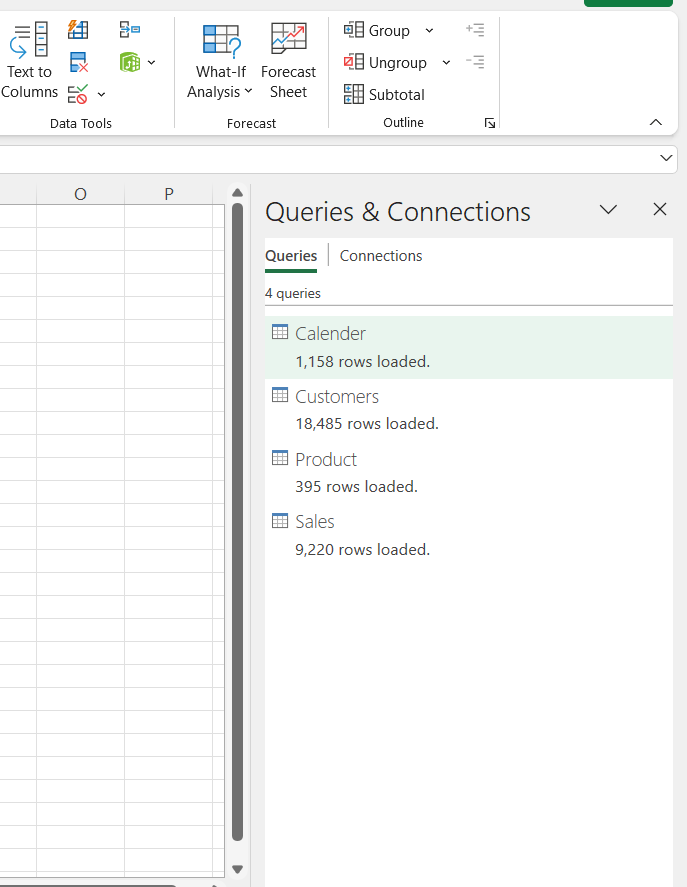 Text to
Columns
Data Tools
What-If
Analysis
Forecast
Sheet
Forecast
Group
Ungroup
Subtotal
Outline
O
P
Queries & Connections
Queries
Connections
4 queries
Calender
1,158 rows loaded.
Customers
18,485 rows loaded.
Product
395 rows loaded.
Sales
9,220 rows loaded.